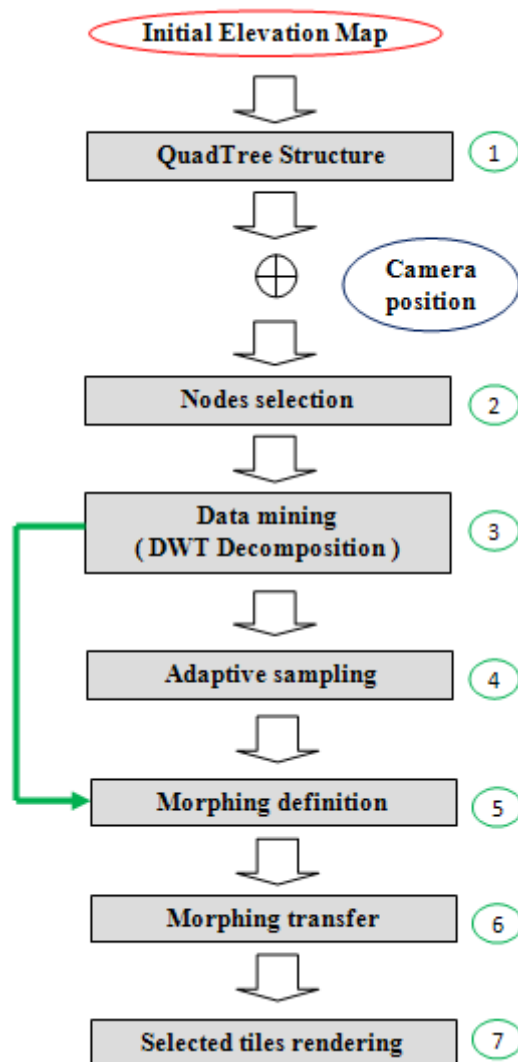 Initial Elevation Map
QuadTree Structure
1
Camera
position
Nodes selection
2
Data mining
( DWT Decomposition )
3
Adaptive sampling
4
Morphing definition
5
Morphing transfer
6
Selected tiles rendering
7